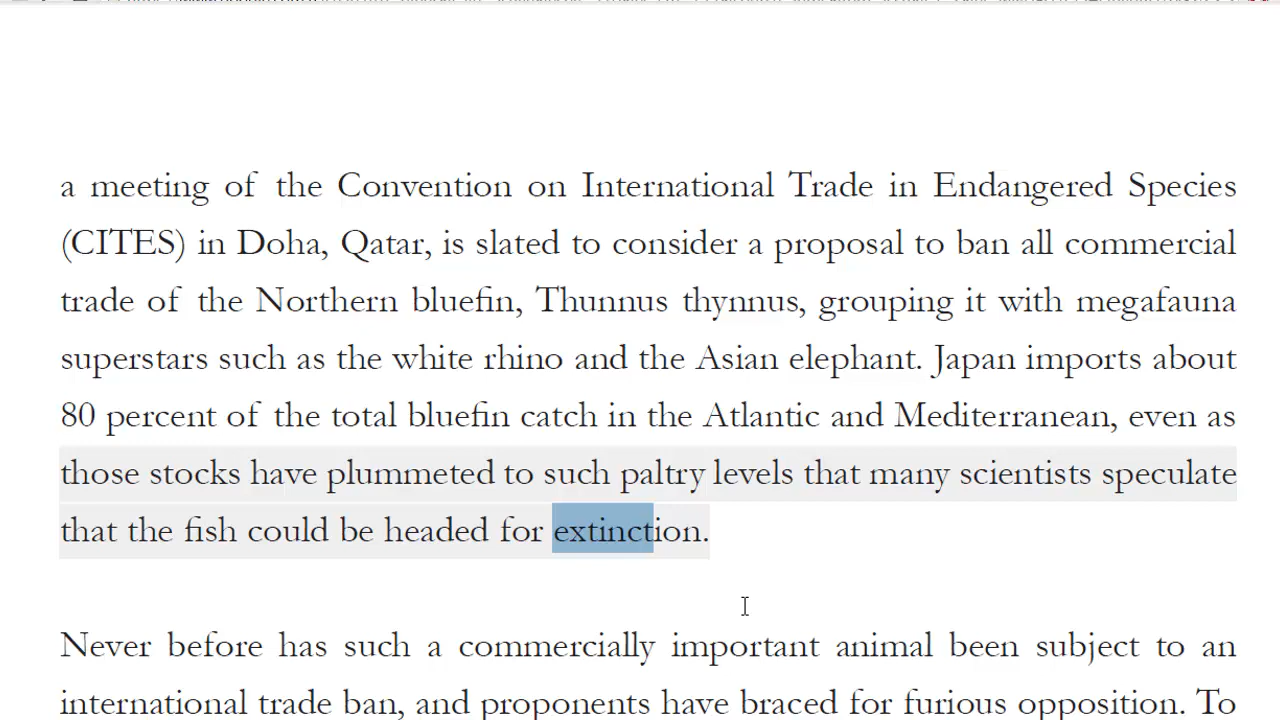 a meeting of the Convention on International Trade in Endangered Species
(CITES) in Doha, Qatar, is slated to consider a proposal to ban all commercial
trade of the Northern bluefin, Thunnus thynnus, grouping it with megafauna
superstars such as the white rhino and the Asian elephant. Japan imports about
80 percent of the total bluefin catch in the Atlantic and Mediterranean, even as
those stocks have plummeted to such paltry levels that many scientists speculate
that the fish could be headed for extinction.
Never before has such a commercially important animal been subject to an
international trade ban, and proponents have braced for furious opposition. To